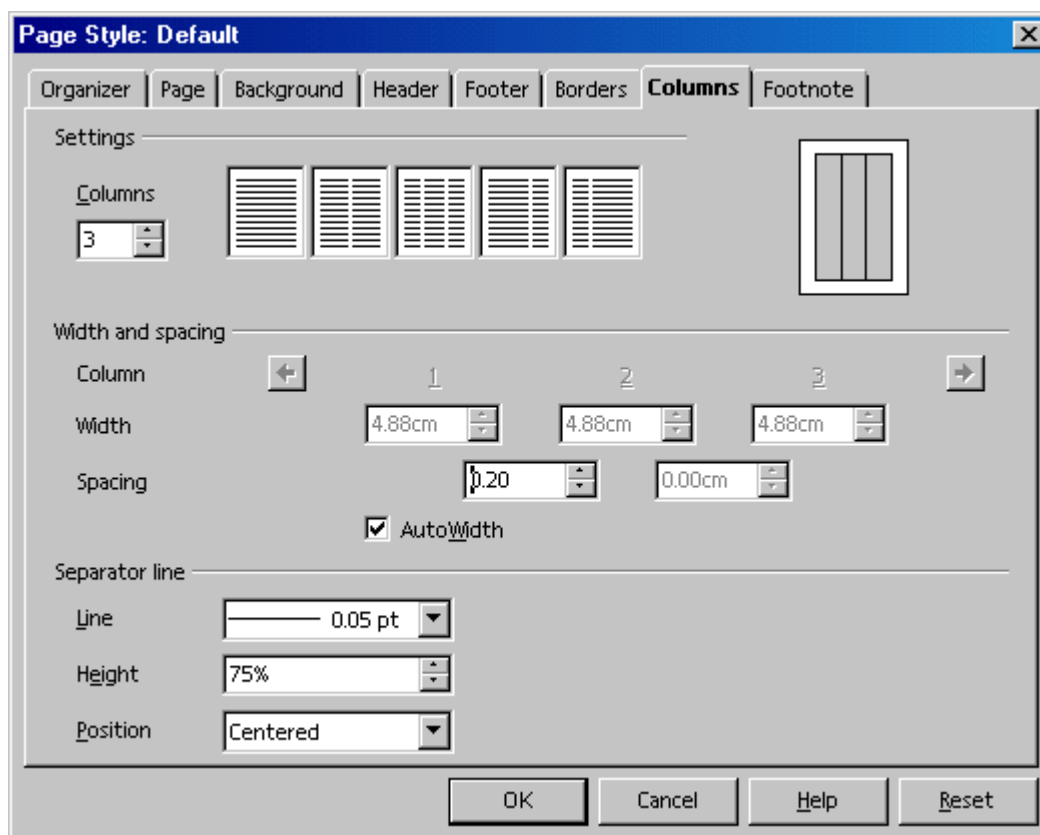 Page Style: Default
Organizer Page Background Header Footer Borders Columns Footnote
Settings
Columns
3
Width and spacing
Column 1 2 3
Width 4.88cm 4.88cm 4.88cm
Spacing 0.20 0.00cm
AutoWidth
Separator line
Line 0.05 pt
Height 75%
Position Centered
OK Cancel Help Reset